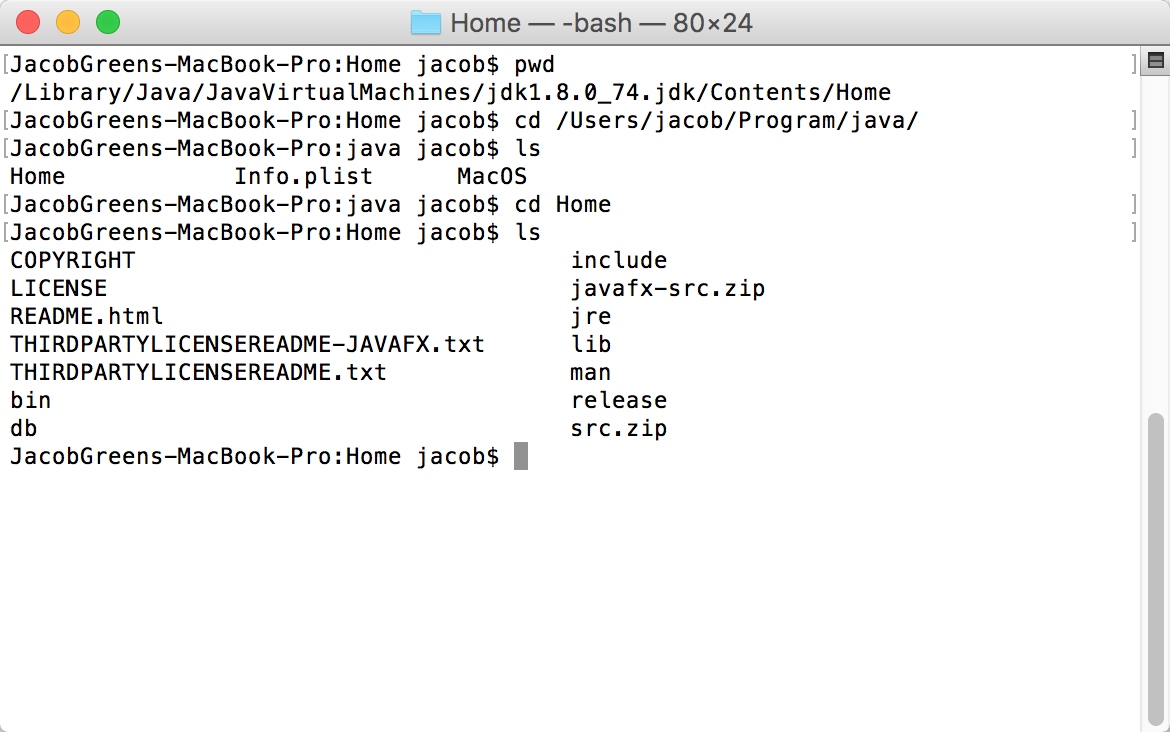 Home — -bash — 80×24
[JacobGreens-MacBook-Pro:Home jacob$ pwd ]
/Library/Java/JavaVirtualMachines/jdk1.8.0_74.jdk/Contents/Home
[JacobGreens-MacBook-Pro:Home jacob$ cd /Users/jacob/Program/java/ ]
[JacobGreens-MacBook-Pro:java jacob$ ls ]
Home Info.plist MacOS
[JacobGreens-MacBook-Pro:java jacob$ cd Home ]
[JacobGreens-MacBook-Pro:Home jacob$ ls ]
COPYRIGHT include
LICENSE javafx-src.zip
README.html jre
THIRDPARTYLICENSEREADME-JAVAFX.txt lib
THIRDPARTYLICENSEREADME.txt man
bin release
db src.zip
JacobGreens-MacBook-Pro:Home jacob$